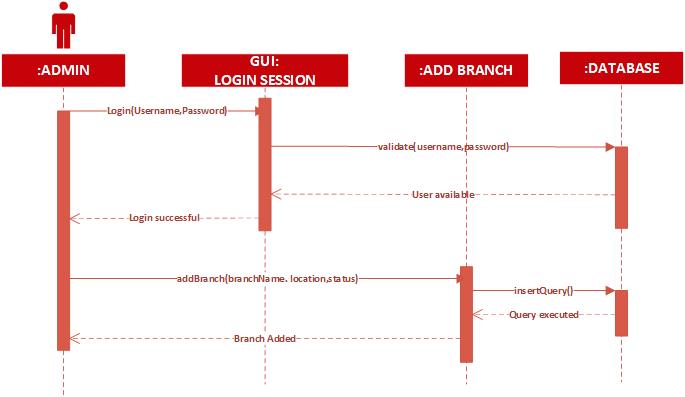 :ADMIN
GUI:
LOGIN SESSION
:ADD BRANCH
:DATABASE
Login(Username,Password)
validate(username,password)
User available
Login successful
addBranch(branchName. location,status)
insertQuery()
Query executed
Branch Added